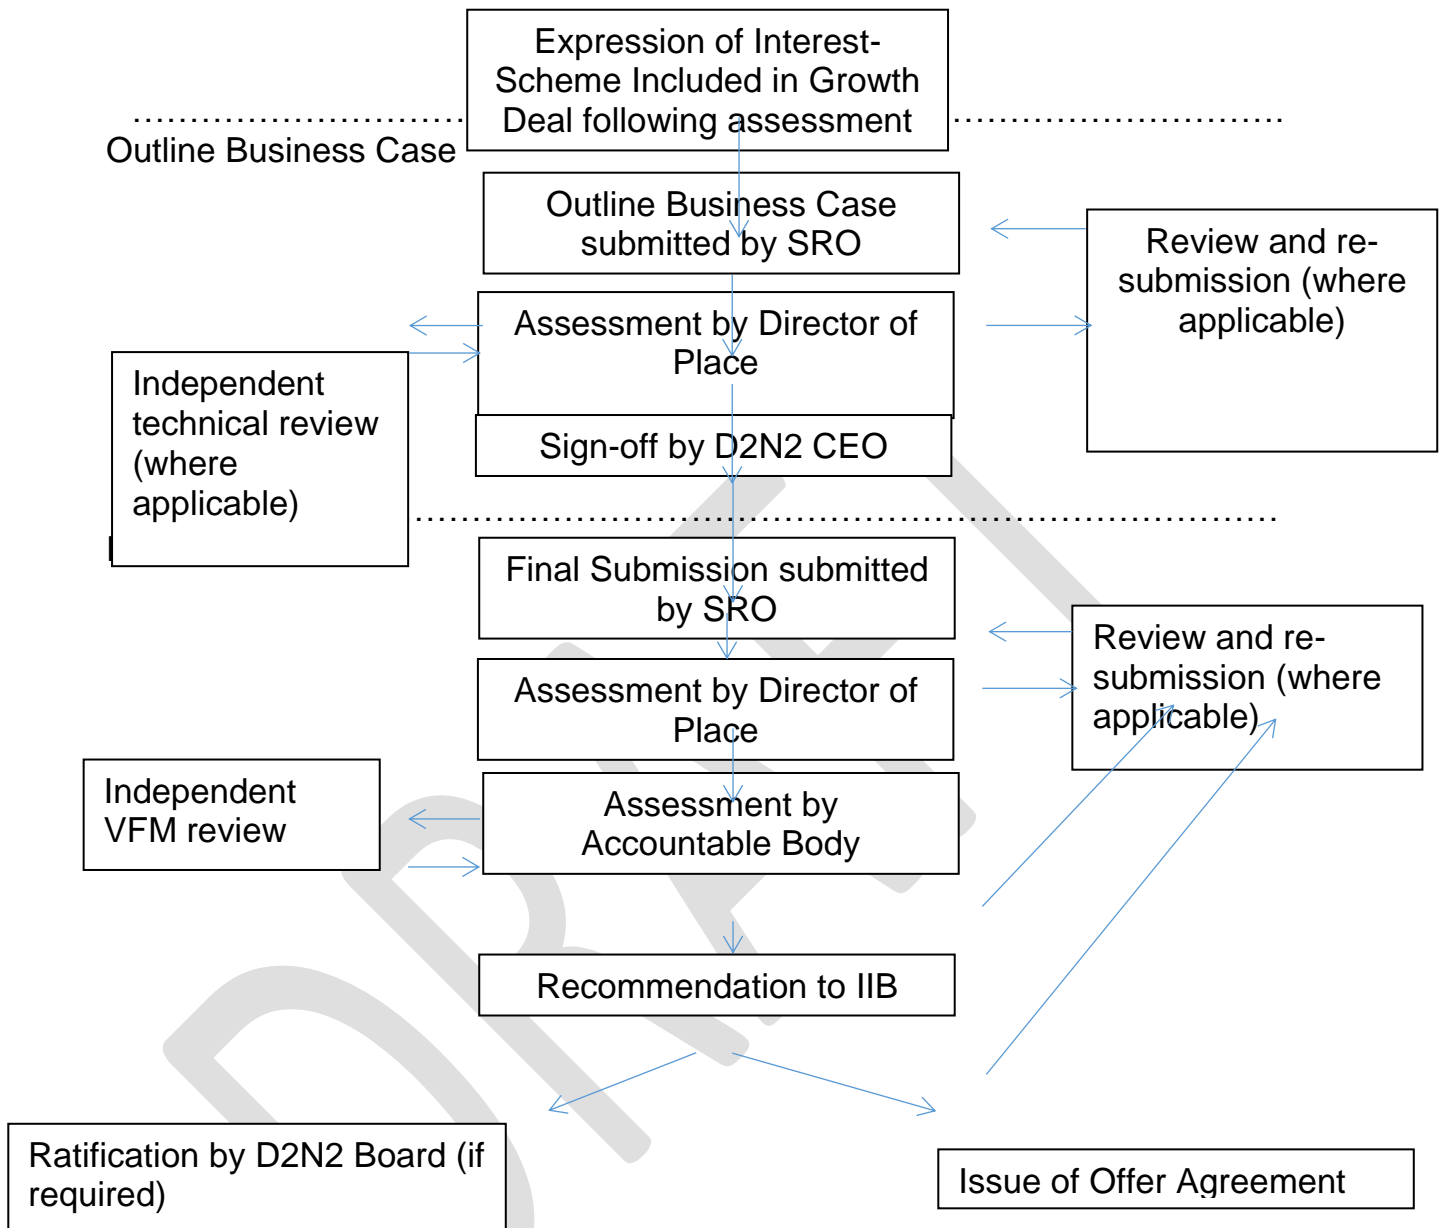 Expression of Interest-
Scheme Included in Growth
Deal following assessment
Outline Business Case
Outline Business Case
submitted by SRO
Review and re-
submission (where
applicable)
Assessment by Director of
Place
Independent
technical review
(where
applicable)
Sign-off by D2N2 CEO
Final Submission submitted
by SRO
Review and re-
submission (where
applicable)
Assessment by Director of
Place
Independent
VFM review
Assessment by
Accountable Body
Recommendation to IIB
Ratification by D2N2 Board (if
required)
Issue of Offer Agreement
DRAFT